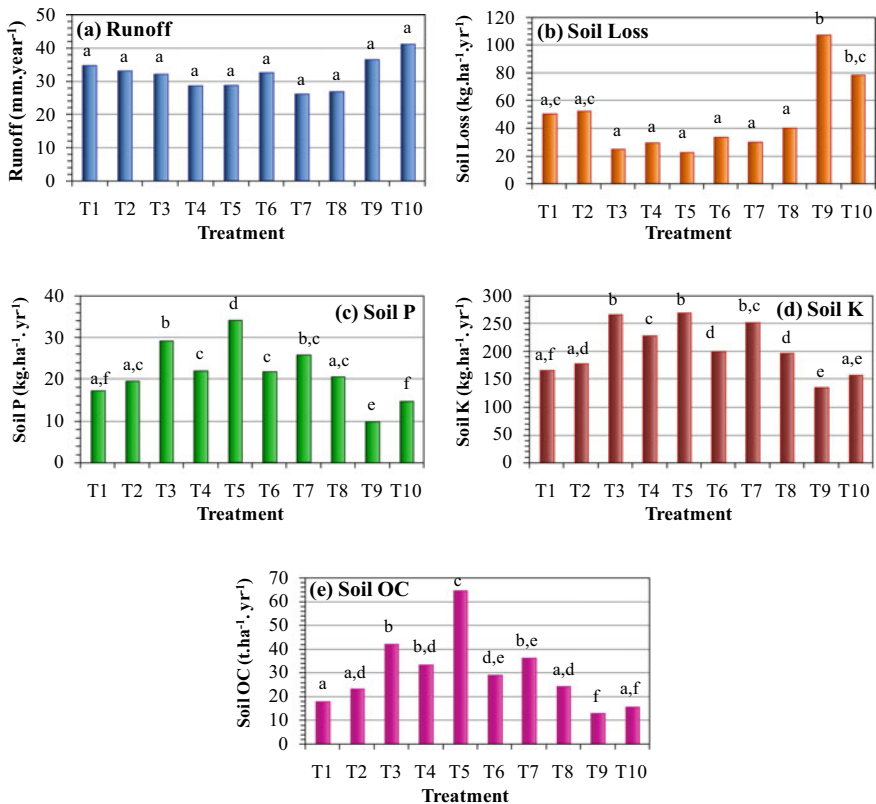 (a) Runoff
Runoff (mm.year-1)
50
40
30
20
10
0
a a a a a a a a a a
T1 T2 T3 T4 T5 T6 T7 T8 T9 T10
Treatment
(b) Soil Loss
Soil Loss (kg.ha-1.yr-1)
120
100
80
60
40
20
0
a,c a,c a a a a a a b b,c
T1 T2 T3 T4 T5 T6 T7 T8 T9 T10
Treatment
(c) Soil P
Soil P (kg.ha-1. yr-1)
40
30
20
10
0
a,f a,c b c d c b,c a,c e f
T1 T2 T3 T4 T5 T6 T7 T8 T9 T10
Treatment
(d) Soil K
Soil K (kg.ha-1. yr-1)
300
250
200
150
100
50
0
a,f a,d b c b d b,c d e a,e
T1 T2 T3 T4 T5 T6 T7 T8 T9 T10
Treatment
(e) Soil OC
Soil OC (t.ha-1. yr-1)
70
60
50
40
30
20
10
0
a a,d b b,d c d,e b,e a,d f a,f
T1 T2 T3 T4 T5 T6 T7 T8 T9 T10
Treatment